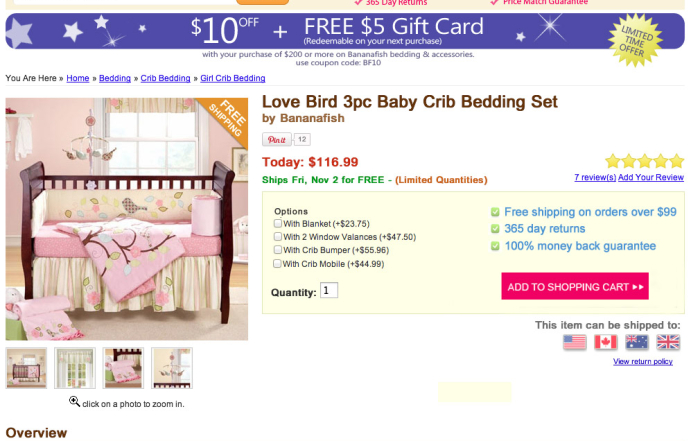 365 Day Returns
Price Match Guarantee
$10 OFF + FREE $5 Gift Card
(Redeemable on your next purchase)
LIMITED
TIME
OFFER
with your purchase of $200 or more on Bananafish bedding & accessories.
use coupon code: BF10
You Are Here » Home » Bedding » Crib Bedding » Girl Crib Bedding
FREE
SHIPPING
Love Bird 3pc Baby Crib Bedding Set
by Bananafish
Pin it 12
Today: $116.99
Ships Fri, Nov 2 for FREE - (Limited Quantities)
7 review(s) Add Your Review
Options
With Blanket (+$23.75)
With 2 Window Valances (+$47.50)
With Crib Bumper (+$55.96)
With Crib Mobile (+$44.99)
Quantity: 1
Free shipping on orders over $99
365 day returns
100% money back guarantee
ADD TO SHOPPING CART ▸▸
This item can be shipped to:
View return policy
click on a photo to zoom in.
Overview